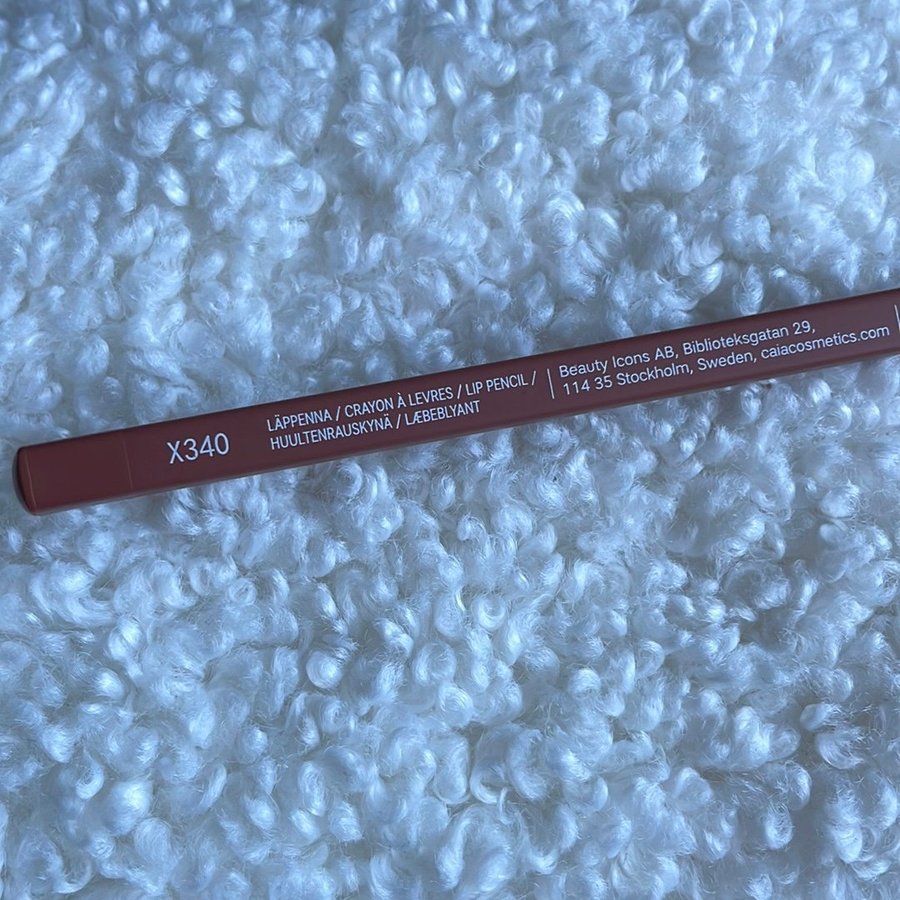 X340
LÄPPENNA / CRAYON À LEVRES / LIP PENCIL /
HUULTENRAUSKYNÄ / LÆBEBLYANT
Beauty Icons AB, Biblioteksgatan 29,
114 35 Stockholm, Sweden, caiacosmetics.com